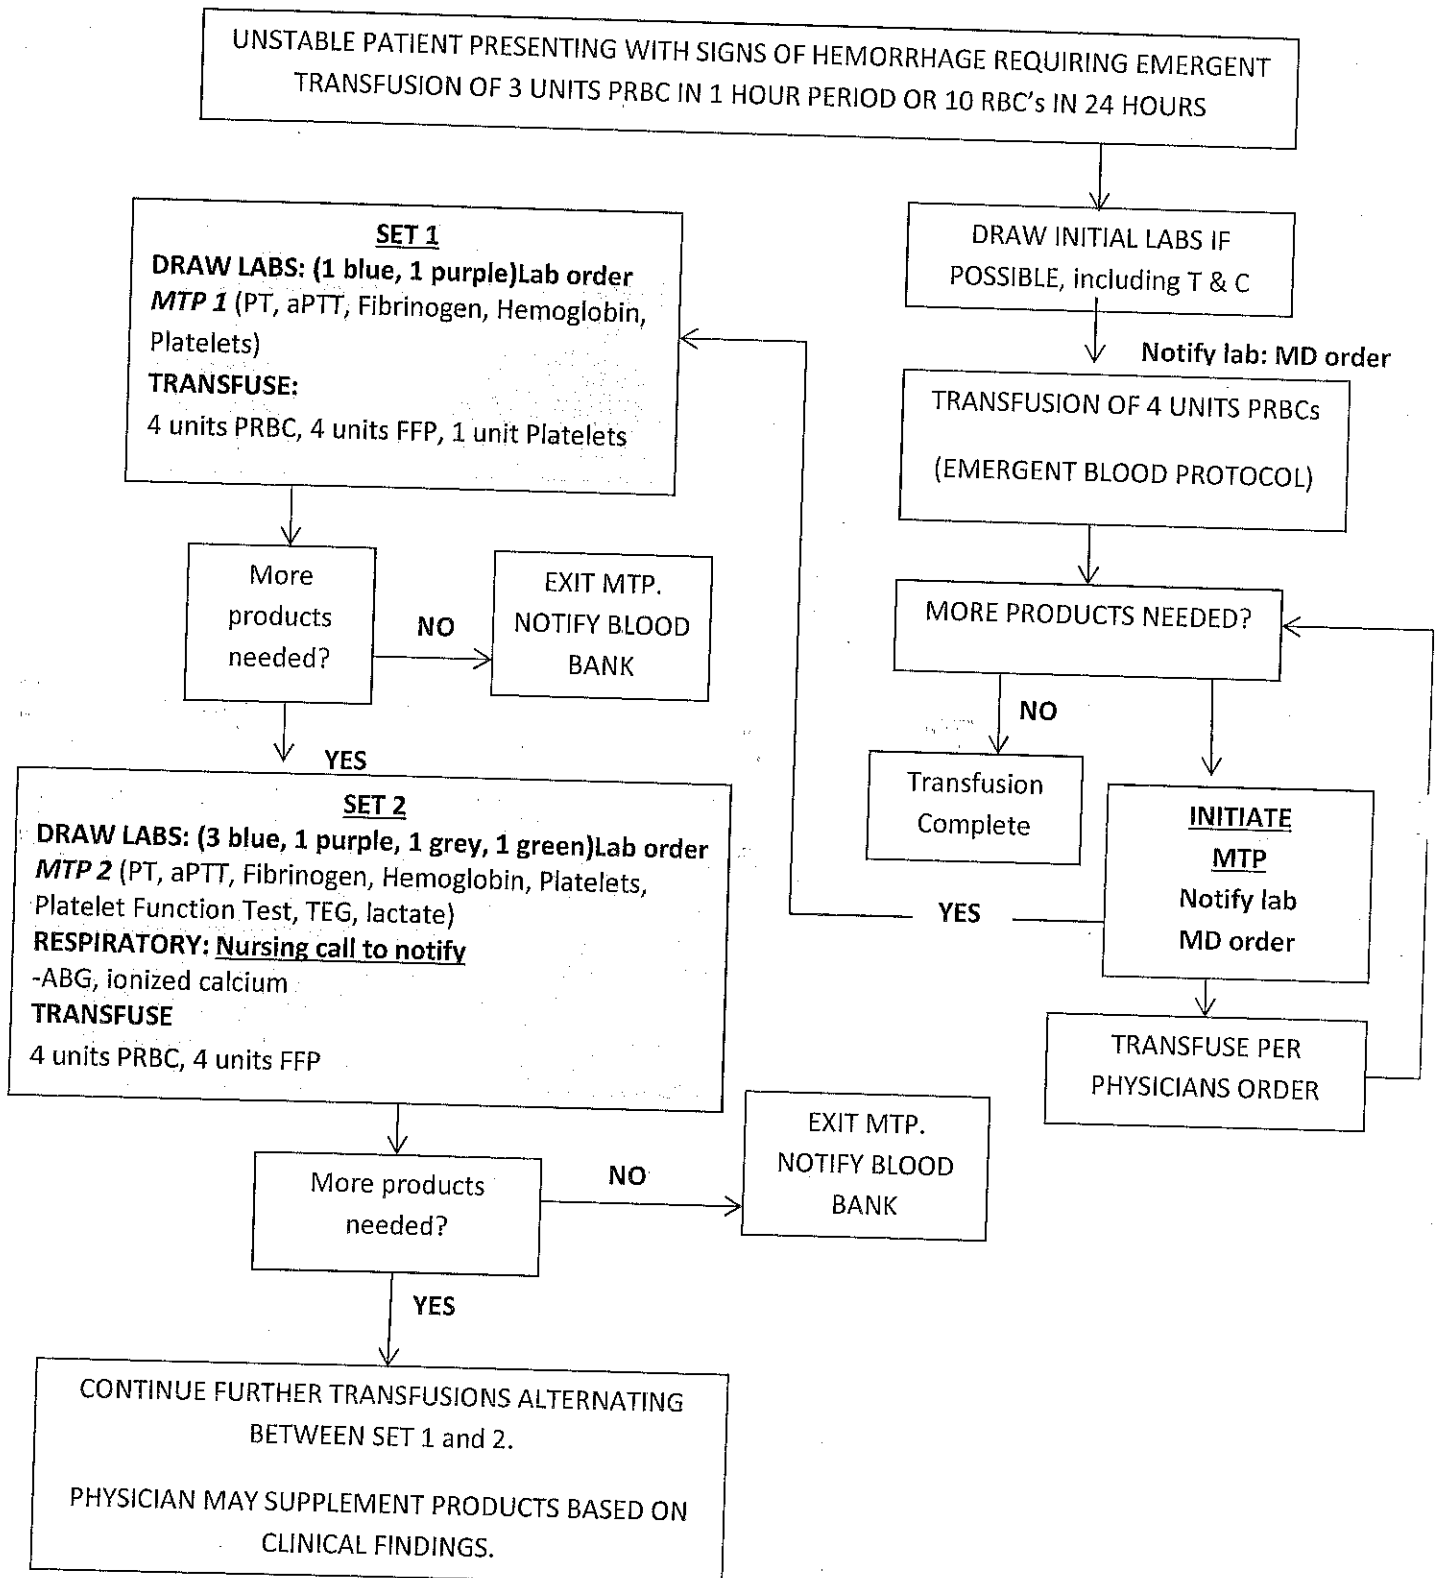 UNSTABLE PATIENT PRESENTING WITH SIGNS OF HEMORRHAGE REQUIRING EMERGENT
TRANSFUSION OF 3 UNITS PRBC IN 1 HOUR PERIOD OR 10 RBC's IN 24 HOURS
DRAW INITIAL LABS IF
POSSIBLE, including T & C
Notify lab: MD order
TRANSFUSION OF 4 UNITS PRBCs
(EMERGENT BLOOD PROTOCOL)
MORE PRODUCTS NEEDED?
NO
Transfusion
Complete
INITIATE
MTP
Notify lab
MD order
YES
TRANSFUSE PER
PHYSICIANS ORDER
SET 1
DRAW LABS: (1 blue, 1 purple)Lab order
MTP 1 (PT, aPTT, Fibrinogen, Hemoglobin,
Platelets)
TRANSFUSE:
4 units PRBC, 4 units FFP, 1 unit Platelets
More
products
needed?
NO
EXIT MTP.
NOTIFY BLOOD
BANK
YES
SET 2
DRAW LABS: (3 blue, 1 purple, 1 grey, 1 green)Lab order
MTP 2 (PT, aPTT, Fibrinogen, Hemoglobin, Platelets,
Platelet Function Test, TEG, lactate)
RESPIRATORY: Nursing call to notify
-ABG, ionized calcium
TRANSFUSE
4 units PRBC, 4 units FFP
More products
needed?
NO
EXIT MTP.
NOTIFY BLOOD
BANK
YES
CONTINUE FURTHER TRANSFUSIONS ALTERNATING
BETWEEN SET 1 and 2.
PHYSICIAN MAY SUPPLEMENT PRODUCTS BASED ON
CLINICAL FINDINGS.